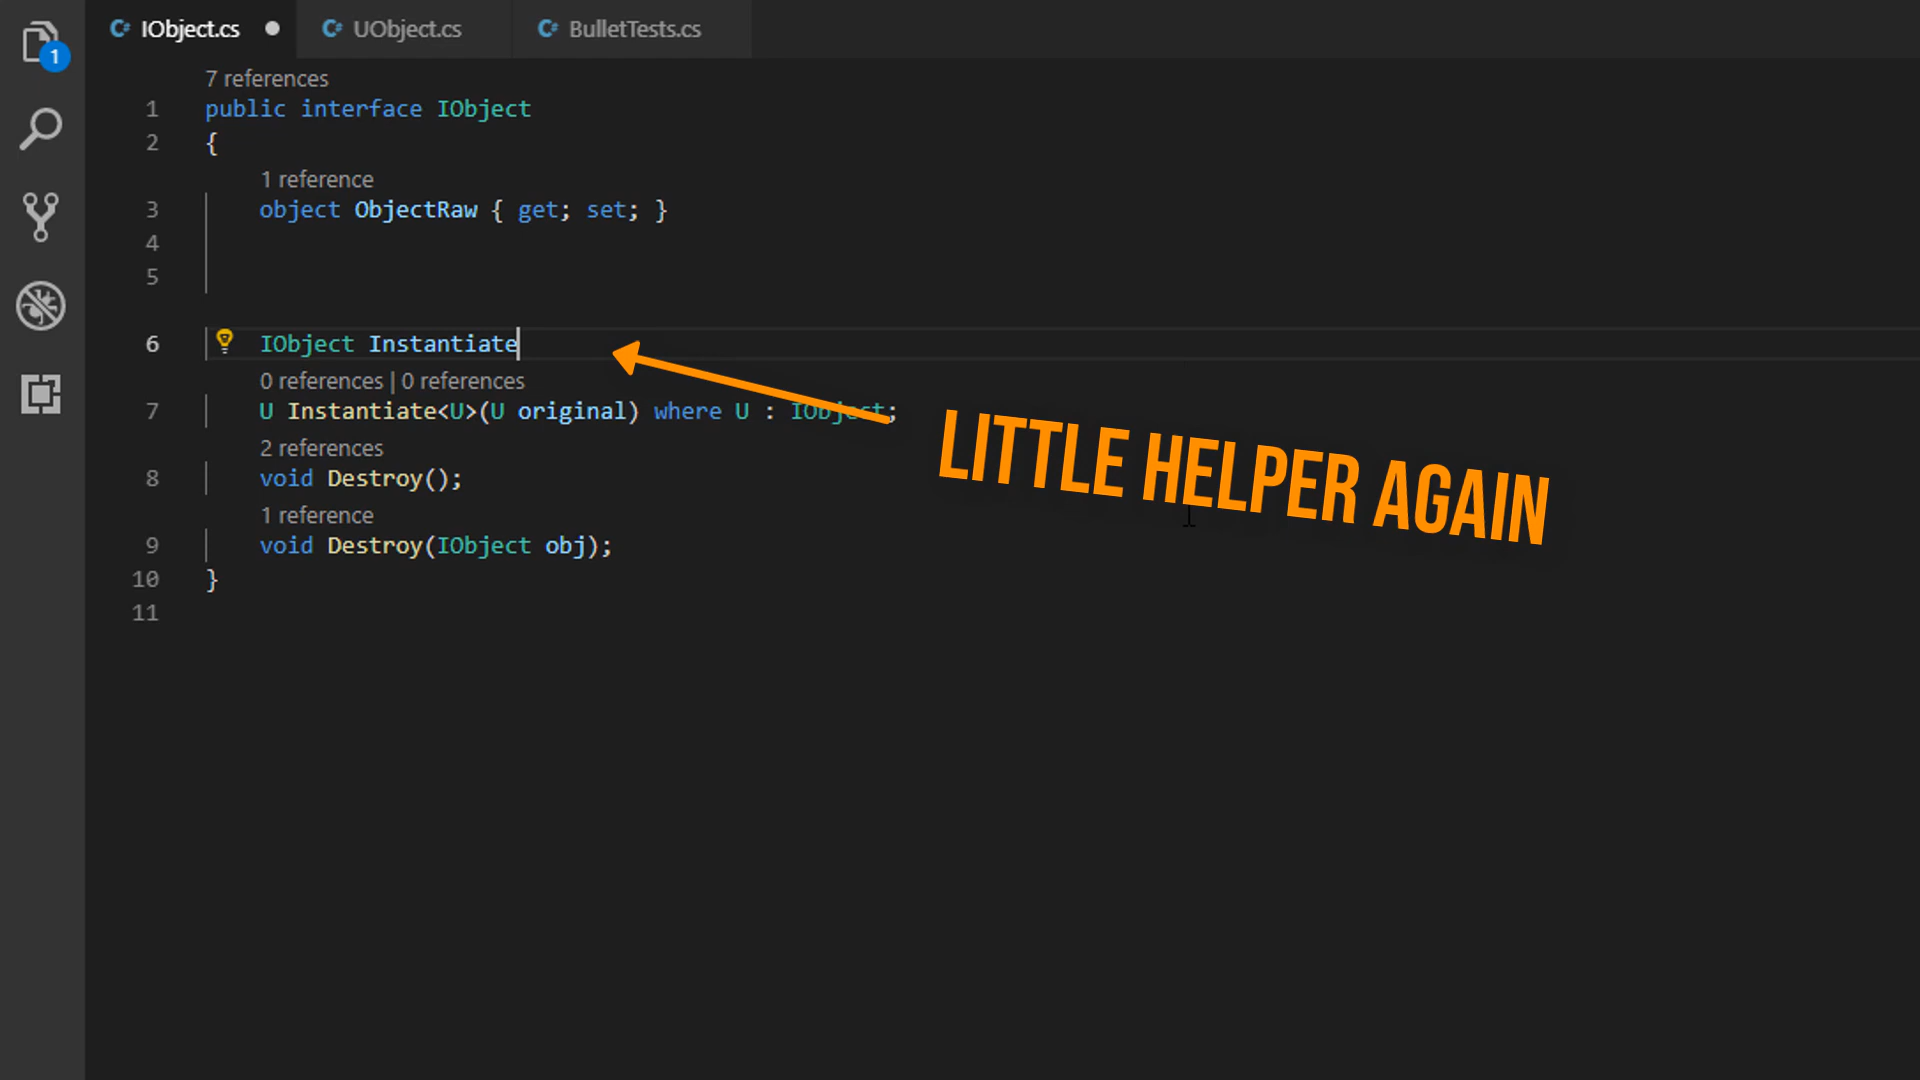 IObject.cs ● UObject.cs BulletTests.cs
1
7 references
1 public interface IObject
2 {
1 reference
3 object ObjectRaw { get; set; }
4
5
6 IObject Instantiate
0 references | 0 references
7 U Instantiate<U>(U original) where U : IObject;
2 references
8 void Destroy();
1 reference
9 void Destroy(IObject obj);
10 }
11
LITTLE HELPER AGAIN